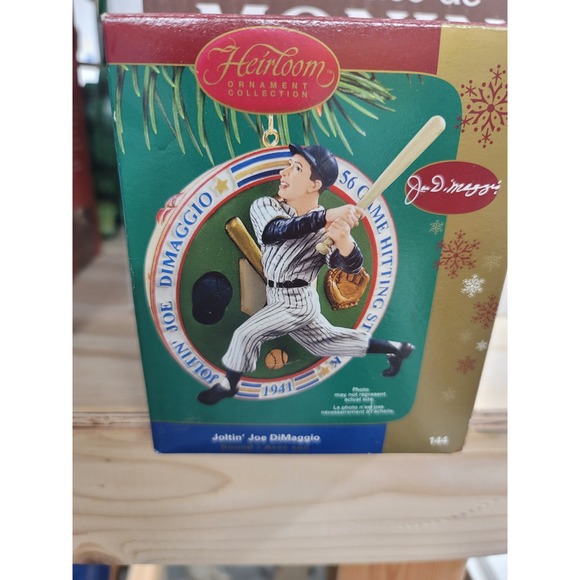 Heirloom
ORNAMENT
COLLECTION
JOLTIN' JOE DIMAGGIO
56 GAME HITTING
1941
Joe DiMaggio
Photo
may not represent
actual size.
La photo n'est pas
nécessairement à l'échelle.
Joltin' Joe DiMaggio
144